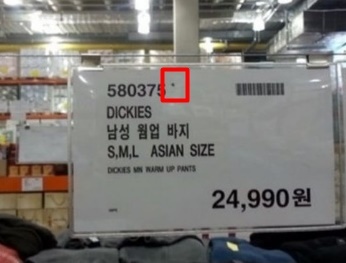 580375 *
DICKIES
남성 웜업 바지
S,M,L ASIAN SIZE
DICKIES MN WARM UP PANTS
24,990원